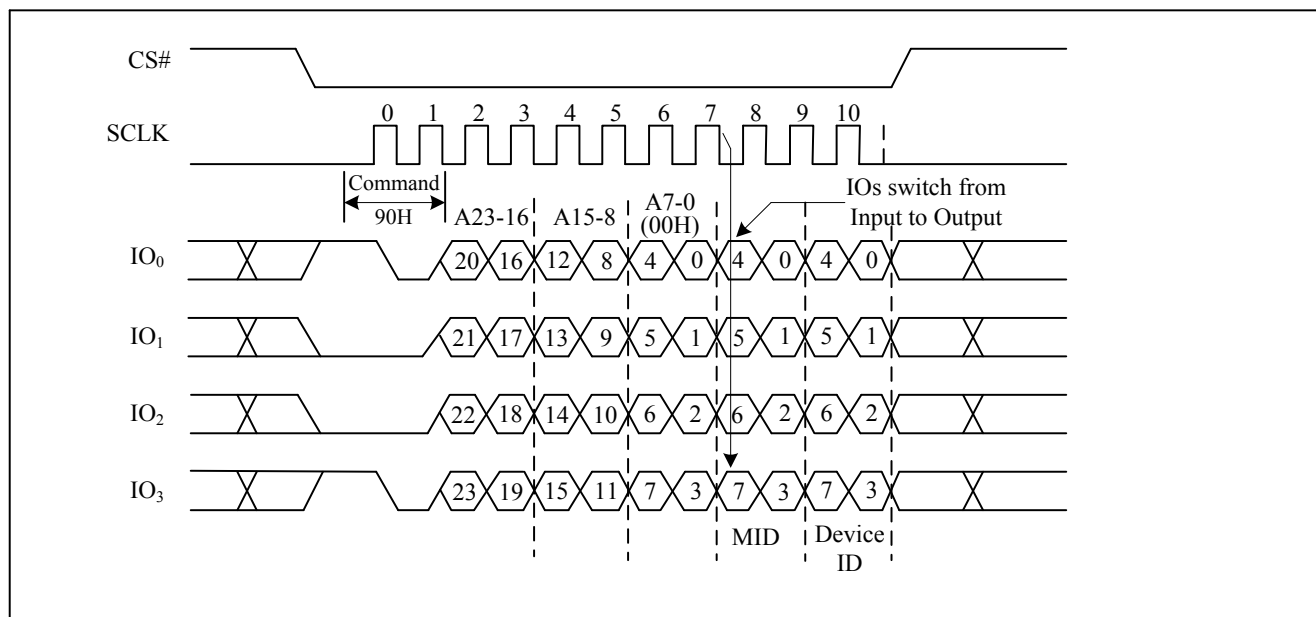 CS#
0 1 2 3 4 5 6 7 8 9 10
SCLK
Command
90H
A23-16
A15-8
A7-0
(00H)
IOs switch from
Input to Output
IO₀
20 16 12 8 4 0 4 0 4 0
IO₁
21 17 13 9 5 1 5 1 5 1
IO₂
22 18 14 10 6 2 6 2 6 2
IO₃
23 19 15 11 7 3 7 3 7 3
MID
Device
ID